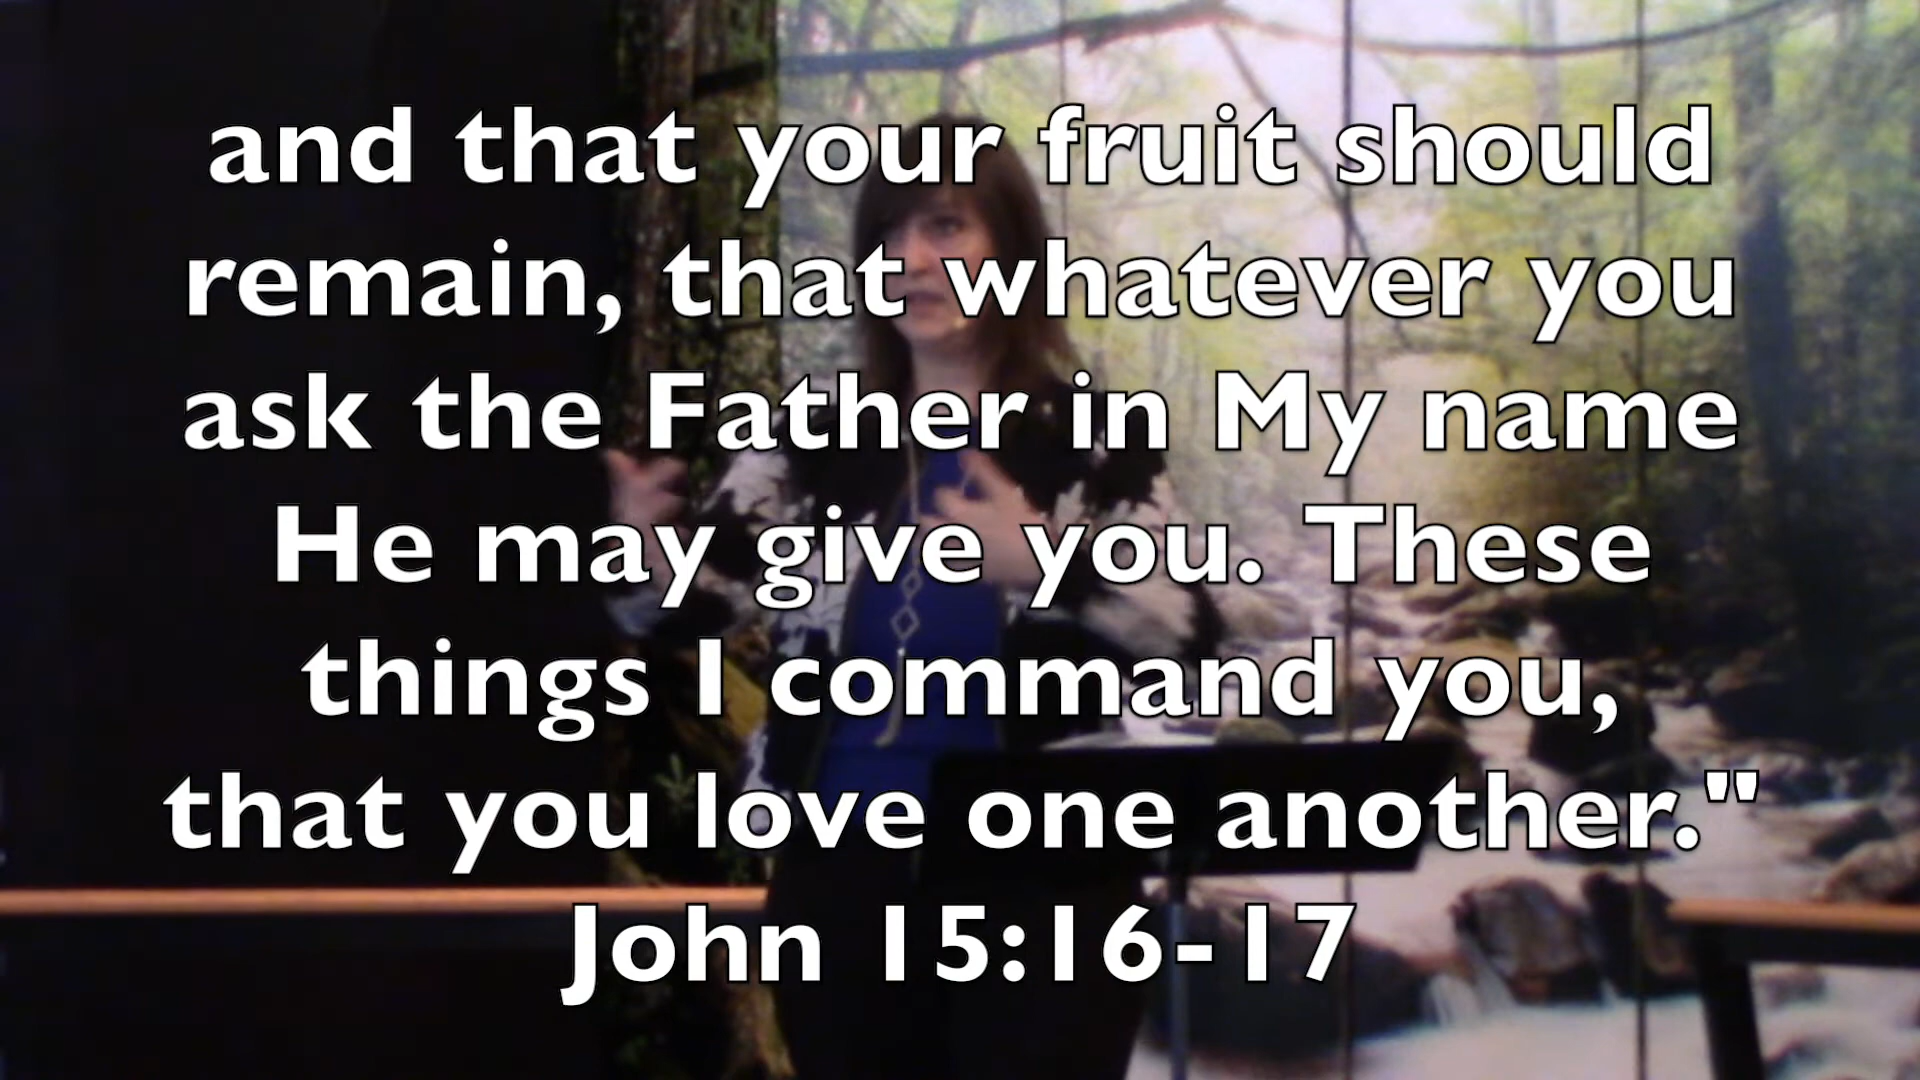 and that your fruit should
remain, that whatever you
ask the Father in My name
He may give you. These
things I command you,
that you love one another."
John 15:16-17